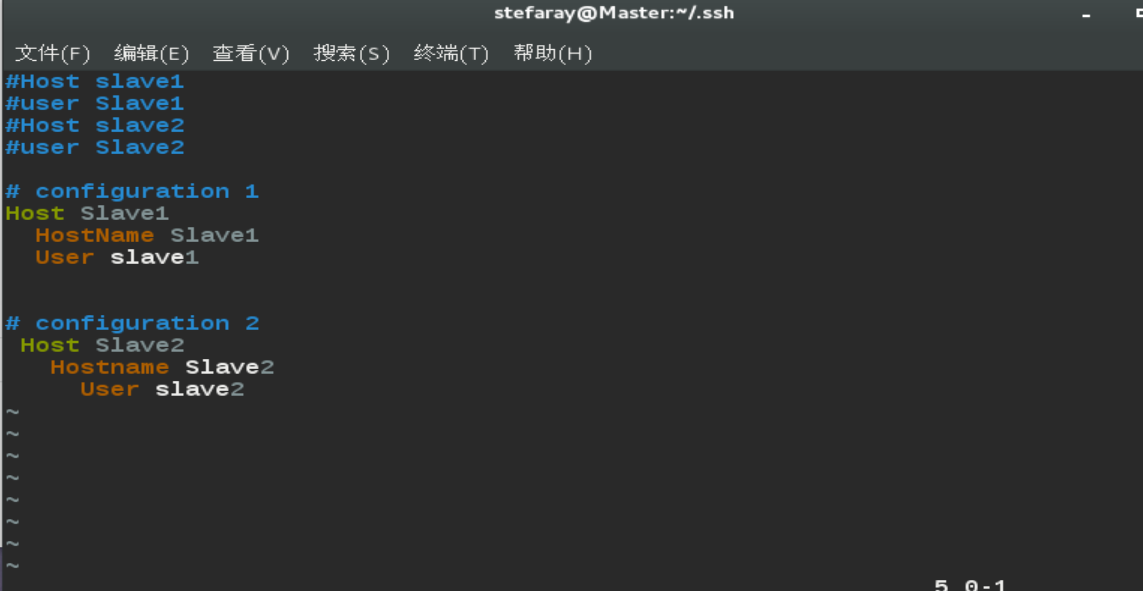 stefaray@Master:~/.ssh
文件(F) 编辑(E) 查看(V) 搜索(S) 终端(T) 帮助(H)
#Host slave1
#user Slave1
#Host slave2
#user Slave2
# configuration 1
Host Slave1
HostName Slave1
User slave1
# configuration 2
Host Slave2
Hostname Slave2
User slave2
~
~
~
~
~
~
~
~
5,0-1